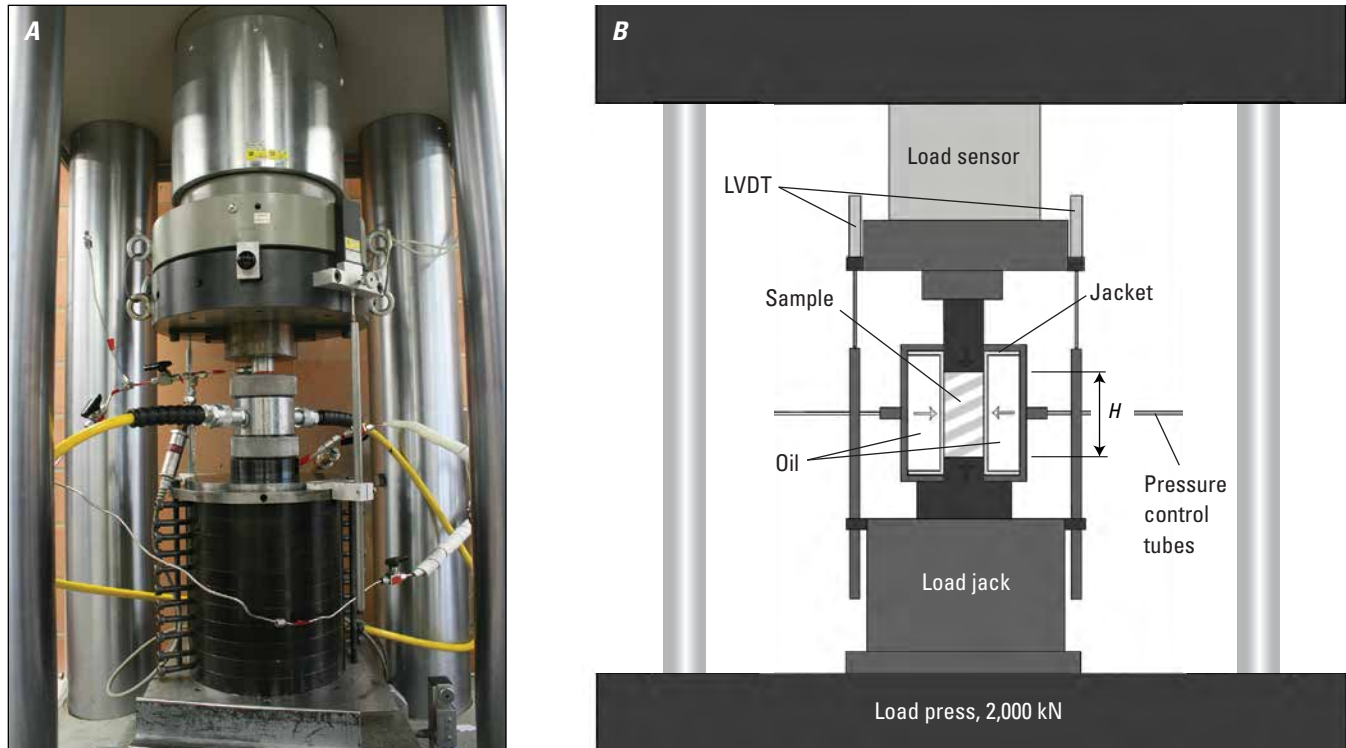 A
B
Load sensor
LVDT
Sample
Jacket
H
Oil
Pressure
control
tubes
Load jack
Load press, 2,000 kN